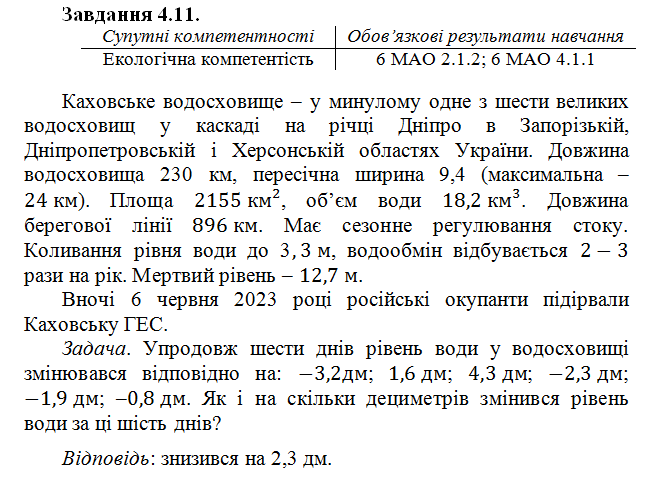 Завдання 4.11.
Супутні компетентності Обов’язкові результати навчання
Екологічна компетентість 6 МАО 2.1.2; 6 МАО 4.1.1
Каховське водосховище – у минулому одне з шести великих
водосховищ у каскаді на річці Дніпро в Запорізькій,
Дніпропетровській і Херсонській областях України. Довжина
водосховища 230 км, пересічна ширина 9,4 (максимальна –
24 км). Площа 2155 км², об’єм води 18,2 км³. Довжина
берегової лінії 896 км. Має сезонне регулювання стоку.
Коливання рівня води до 3,3 м, водообмін відбувається 2 – 3
рази на рік. Мертвий рівень – 12,7 м.
Вночі 6 червня 2023 році російські окупанти підірвали
Каховську ГЕС.
Задача. Упродовж шести днів рівень води у водосховищі
змінювався відповідно на: −3,2дм; 1,6 дм; 4,3 дм; −2,3 дм;
−1,9 дм; −0,8 дм. Як і на скільки дециметрів змінився рівень
води за ці шість днів?
Відповідь: знизився на 2,3 дм.